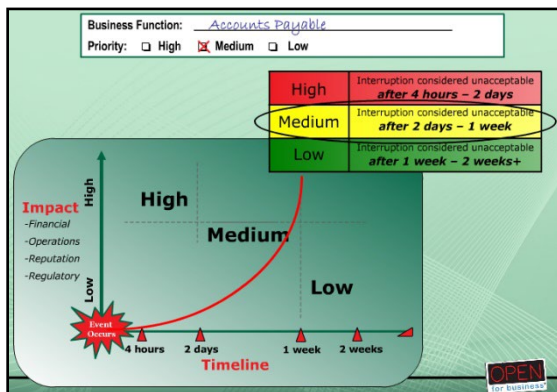 Business Function: Accounts Payable
Priority: High Medium Low
High
Interruption considered unacceptable
after 4 hours – 2 days
Medium
Interruption considered unacceptable
after 2 days – 1 week
Low
Interruption considered unacceptable
after 1 week – 2 weeks+
High
Impact
-Financial
-Operations
-Reputation
-Regulatory
Low
High
Medium
Low
Event
Occurs
4 hours 2 days 1 week 2 weeks
Timeline
OPEN
for business